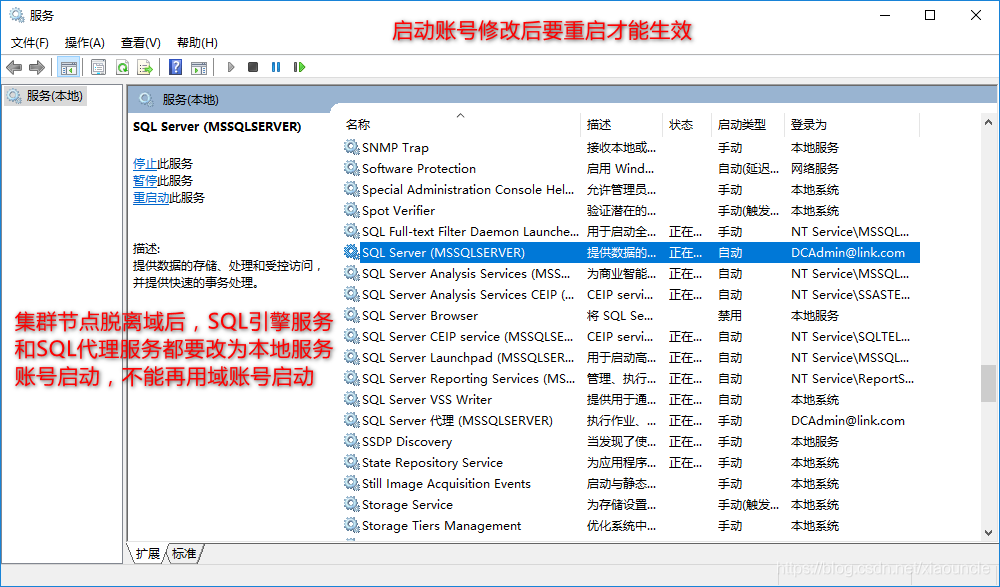 服务
启动账号修改后要重启才能生效
文件(F) 操作(A) 查看(V) 帮助(H)
服务(本地)
服务(本地)
SQL Server (MSSQLSERVER)
停止此服务
暂停此服务
重启动此服务
描述:
提供数据的存储、处理和受控访问，
并提供快速的事务处理。
集群节点脱离域后，SQL引擎服务
和SQL代理服务都要改为本地服务
账号启动，不能再用域账号启动
名称 描述 状态 启动类型 登录为
SNMP Trap 接收本地或... 手动 本地服务
Software Protection 启用 Wind... 自动(延迟... 网络服务
Special Administration Console Hel... 允许管理员... 手动 本地系统
Spot Verifier 验证潜在的... 手动(触发... 本地系统
SQL Full-text Filter Daemon Launche... 用于启动全... 正在... 手动 NT Service\MSSQL...
SQL Server (MSSQLSERVER) 提供数据的... 正在... 自动 DCAdmin@link.com
SQL Server Analysis Services (MSS... 为商业智能... 正在... 自动 NT Service\MSSQL...
SQL Server Analysis Services CEIP (... CEIP servi... 正在... 自动 NT Service\SSASTE...
SQL Server Browser 将 SQL Se... 禁用 本地服务
SQL Server CEIP service (MSSQLSE... CEIP servi... 正在... 自动 NT Service\SQLTEL...
SQL Server Launchpad (MSSQLSER... 用于启动高... 正在... 自动 NT Service\MSSQL...
SQL Server Reporting Services (MS... 管理、执行... 正在... 自动 NT Service\ReportS...
SQL Server VSS Writer 提供用于通... 正在... 自动 本地系统
SQL Server 代理 (MSSQLSERVER) 执行作业、... 正在... 手动 DCAdmin@link.com
SSDP Discovery 当发现了使... 正在... 手动 本地服务
State Repository Service 为应用程序... 正在... 手动 本地系统
Still Image Acquisition Events 启动与静态... 手动 本地系统
Storage Service 为存储设置... 手动(触发... 本地系统
Storage Tiers Management 优化系统中... 手动 本地系统
扩展 标准
https://blog.csdn.net/xiaouncle